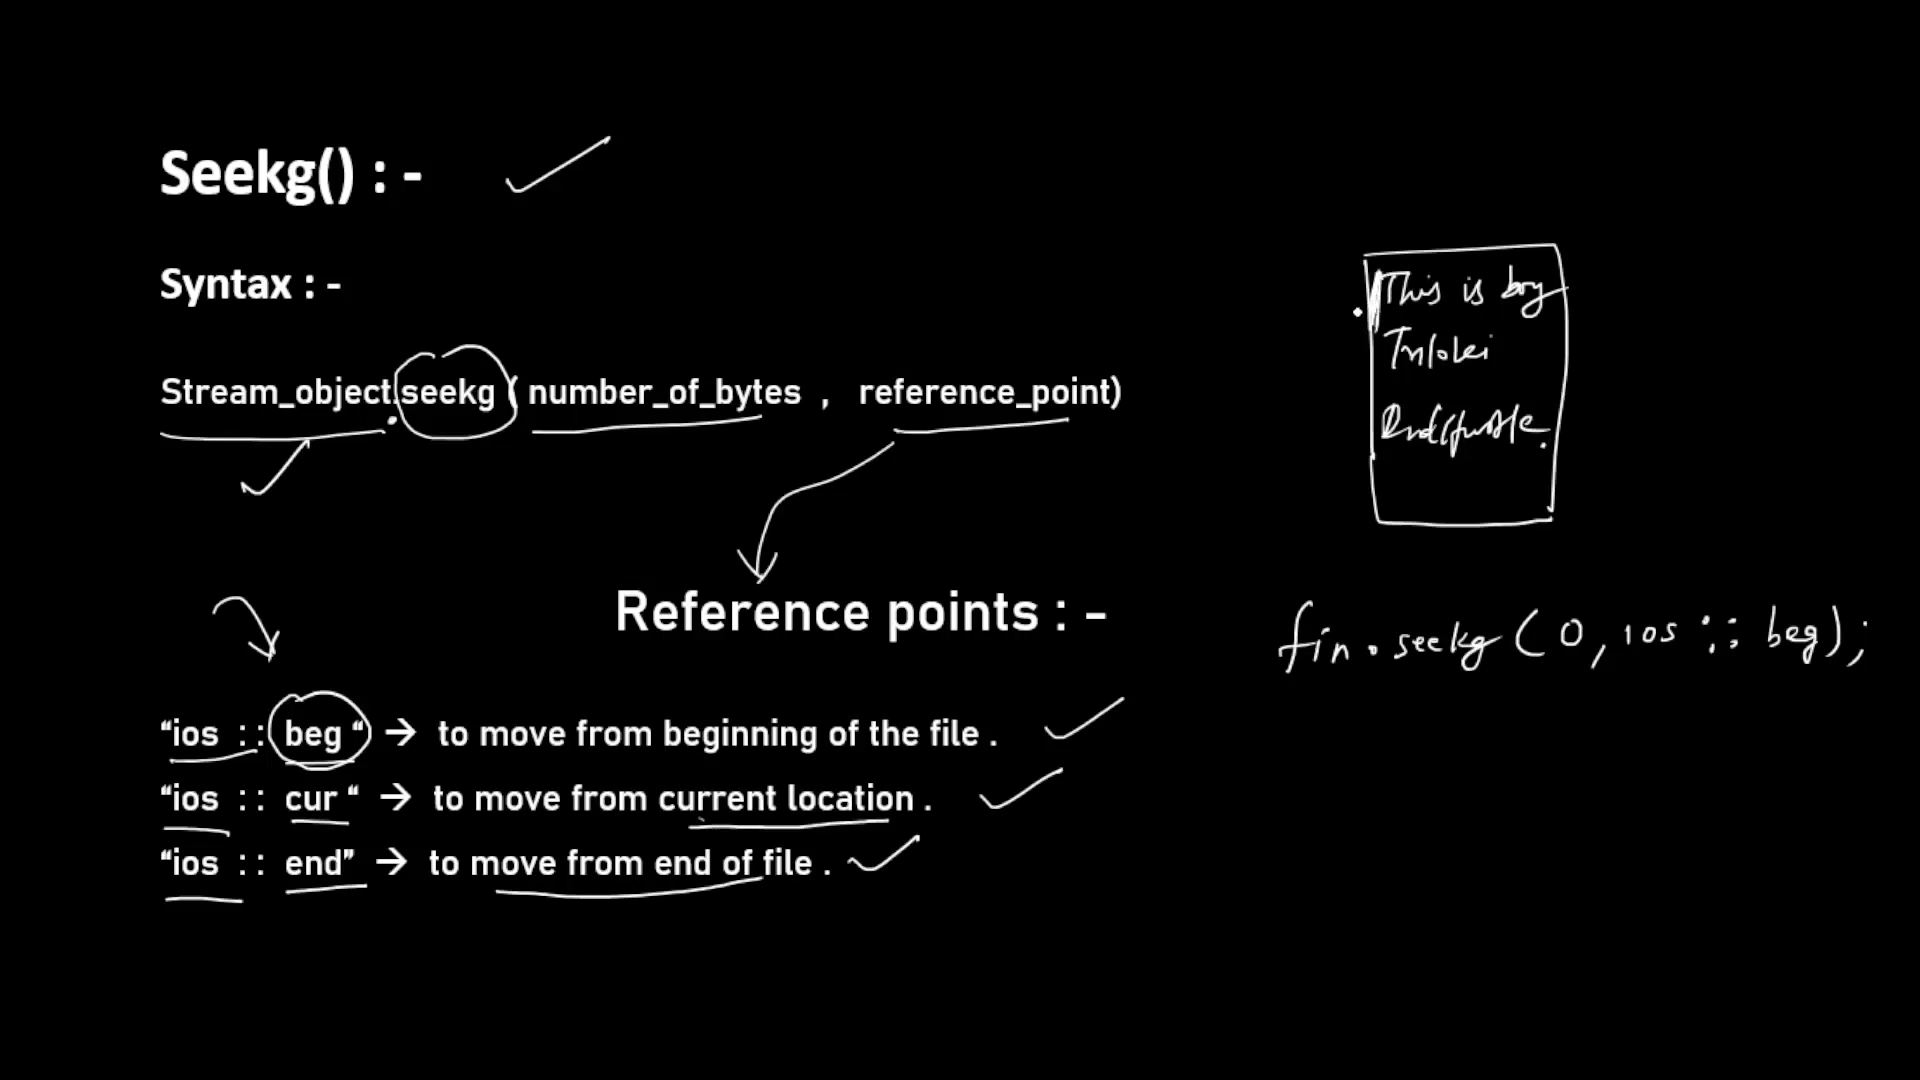 Seekg() : -
Syntax : -
Stream_object.seekg ( number_of_bytes , reference_point)
Reference points : -
“ios :: beg “ → to move from beginning of the file .
“ios :: cur “ → to move from current location .
“ios :: end” → to move from end of file .
This is boy
fin.seekg(0, ios :: beg);